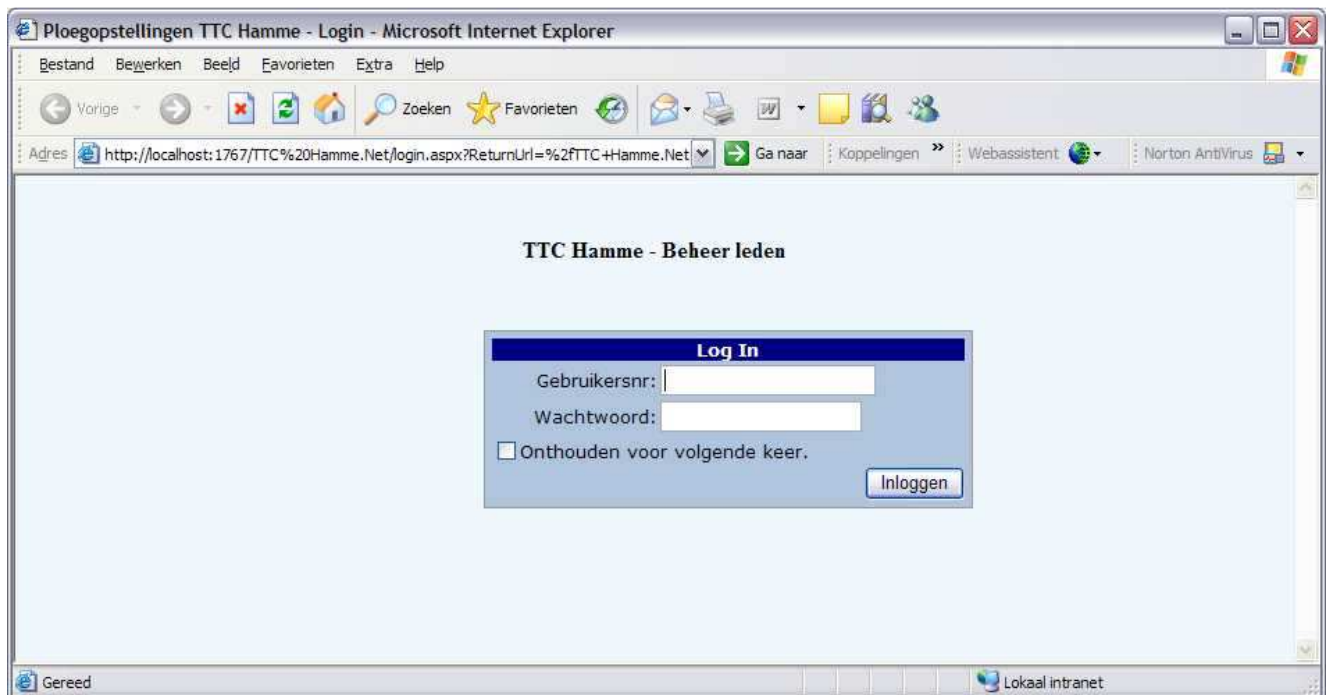 Ploegopstellingen TTC Hamme - Login - Microsoft Internet Explorer
Bestand Bewerken Beeld Favorieten Extra Help
Vorige Zoeken Favorieten W
Adres http://localhost:1767/TTC%20Hamme.Net/login.aspx?ReturnUrl=%2fTTC+Hamme.Net Ga naar Koppelingen » Webassistent Norton AntiVirus
TTC Hamme - Beheer leden
Log In
Gebruikersnr:
Wachtwoord:
Onthouden voor volgende keer.
Inloggen
Gereed Lokaal intranet